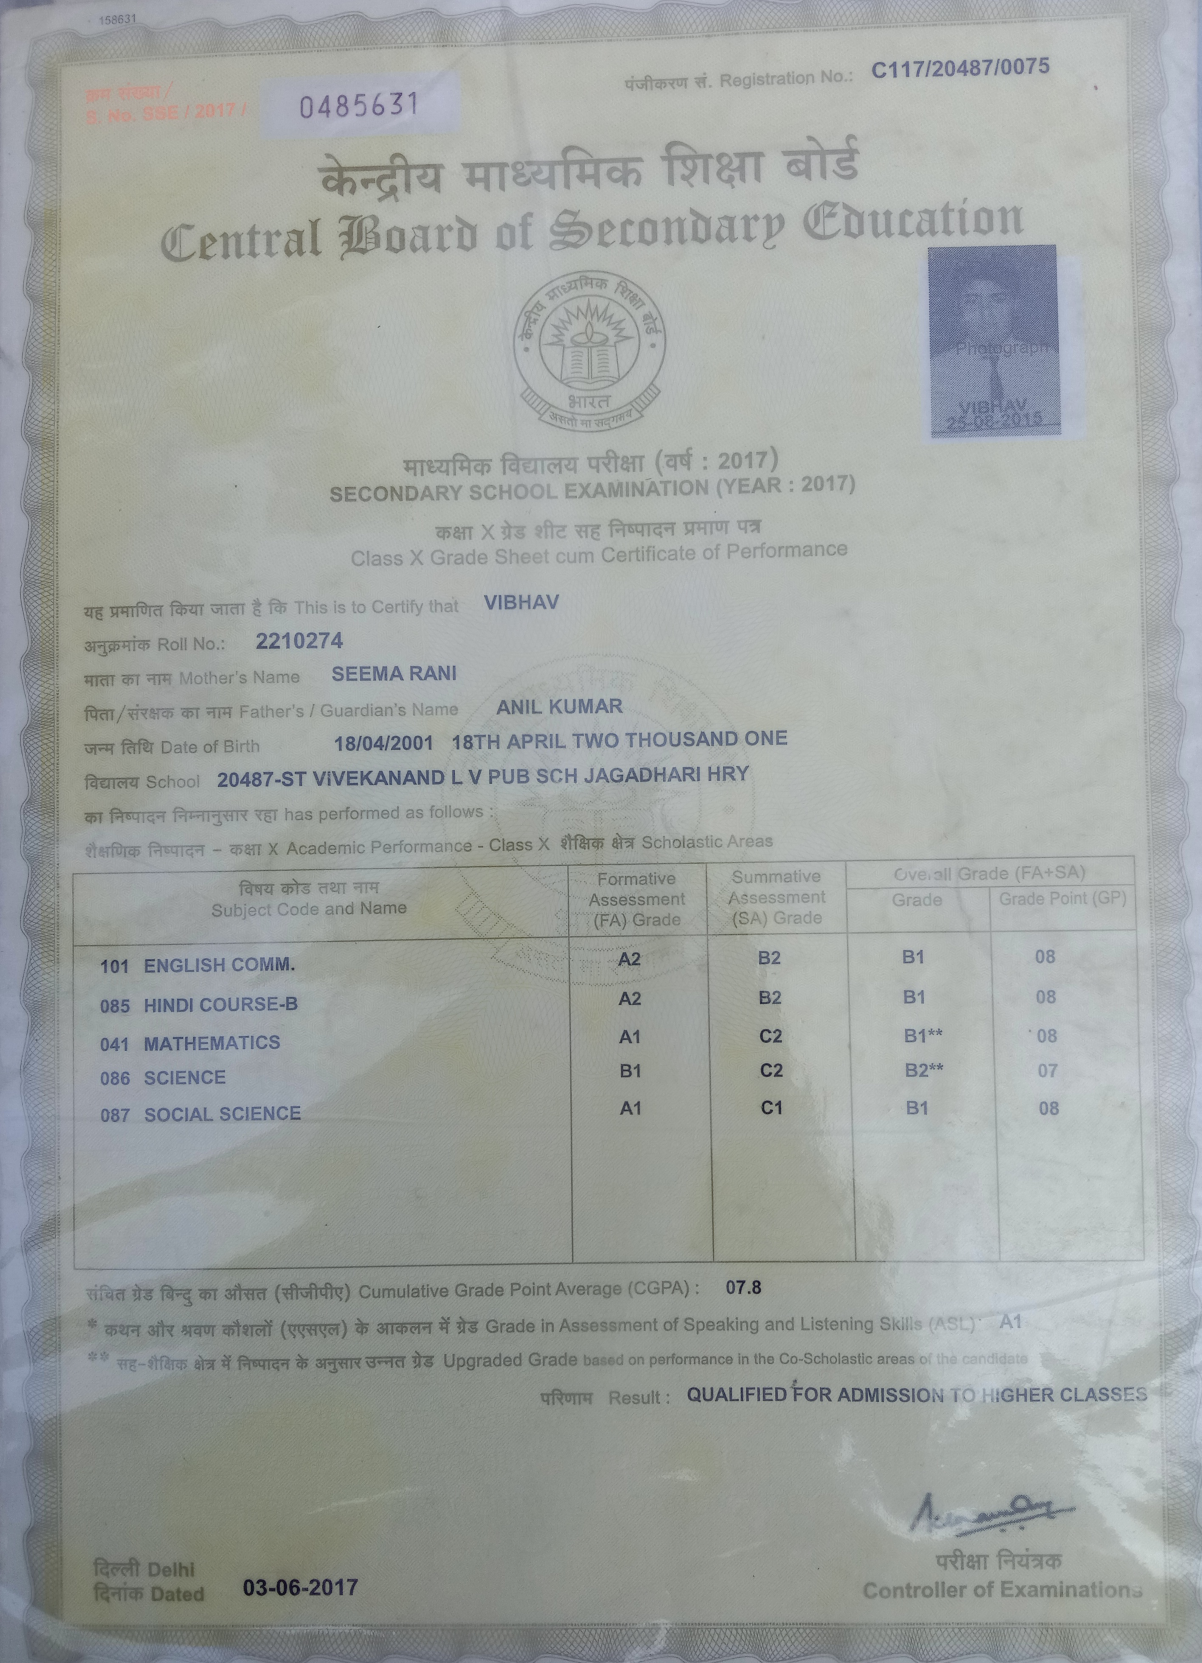 158631
क्रम संख्या /
S. No. SSE / 2017 /
0485631
पंजीकरण सं. Registration No.: C117/20487/0075
केन्द्रीय माध्यमिक शिक्षा बोर्ड
Central Board of Secondary Education
केन्द्रीय माध्यमिक शिक्षा बोर्ड
भारत
असतो मा सद्गमय
Photograph
VIBHAV
25-08-2015
माध्यमिक विद्यालय परीक्षा (वर्ष : 2017)
SECONDARY SCHOOL EXAMINATION (YEAR : 2017)
कक्षा X ग्रेड शीट सह निष्पादन प्रमाण पत्र
Class X Grade Sheet cum Certificate of Performance
यह प्रमाणित किया जाता है कि This is to Certify that VIBHAV
अनुक्रमांक Roll No.: 2210274
माता का नाम Mother's Name SEEMA RANI
पिता/संरक्षक का नाम Father's / Guardian's Name ANIL KUMAR
जन्म तिथि Date of Birth 18/04/2001 18TH APRIL TWO THOUSAND ONE
विद्यालय School 20487-ST VIVEKANAND L V PUB SCH JAGADHARI HRY
का निष्पादन निम्नानुसार रहा has performed as follows :
शैक्षणिक निष्पादन – कक्षा X Academic Performance - Class X शैक्षिक क्षेत्र Scholastic Areas
विषय कोड तथा नाम
Subject Code and Name
Formative
Assessment
(FA) Grade
Summative
Assessment
(SA) Grade
Overall Grade (FA+SA)
Grade Grade Point (GP)
101 ENGLISH COMM. A2 B2 B1 08
085 HINDI COURSE-B A2 B2 B1 08
041 MATHEMATICS A1 C2 B1** 08
086 SCIENCE B1 C2 B2** 07
087 SOCIAL SCIENCE A1 C1 B1 08
संचित ग्रेड बिन्दु का औसत (सीजीपीए) Cumulative Grade Point Average (CGPA) : 07.8
* कथन और श्रवण कौशलों (एएसएल) के आकलन में ग्रेड Grade in Assessment of Speaking and Listening Skills (ASL) A1
** सह-शैक्षिक क्षेत्र में निष्पादन के अनुसार उन्नत ग्रेड Upgraded Grade based on performance in the Co-Scholastic areas of the candidate
परिणाम Result : QUALIFIED FOR ADMISSION TO HIGHER CLASSES
परीक्षा नियंत्रक
Controller of Examinations
दिल्ली Delhi
दिनांक Dated 03-06-2017